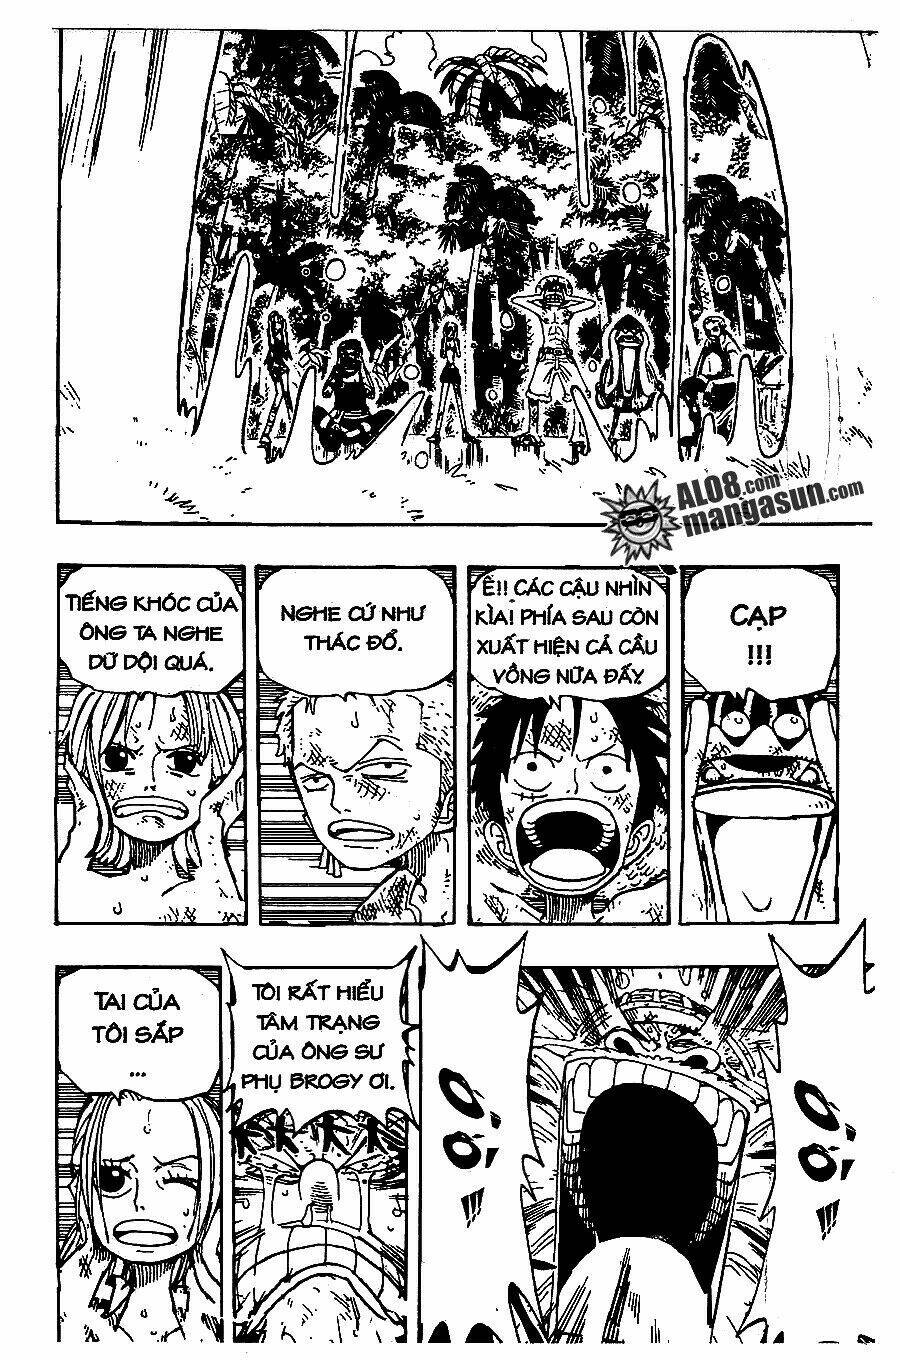 AL08.com
mangasun.com
TIẾNG KHÓC CỦA
ÔNG TA NGHE
DỮ DỘI QUÁ.
NGHE CỨ NHƯ
THÁC ĐỔ.
Ê!! CÁC CẬU NHÌN
KÌA! PHÍA SAU CÒN
XUẤT HIỆN CẢ CẦU
VỒNG NỮA ĐẤY.
CẠP
!!!
TAI CỦA
TÔI SẮP
...
TÔI RẤT HIỂU
TÂM TRẠNG
CỦA ÔNG SƯ
PHỤ BROGY ƠI.
Ô.
Ô.
!!!
Ô.
Ô.
!!!